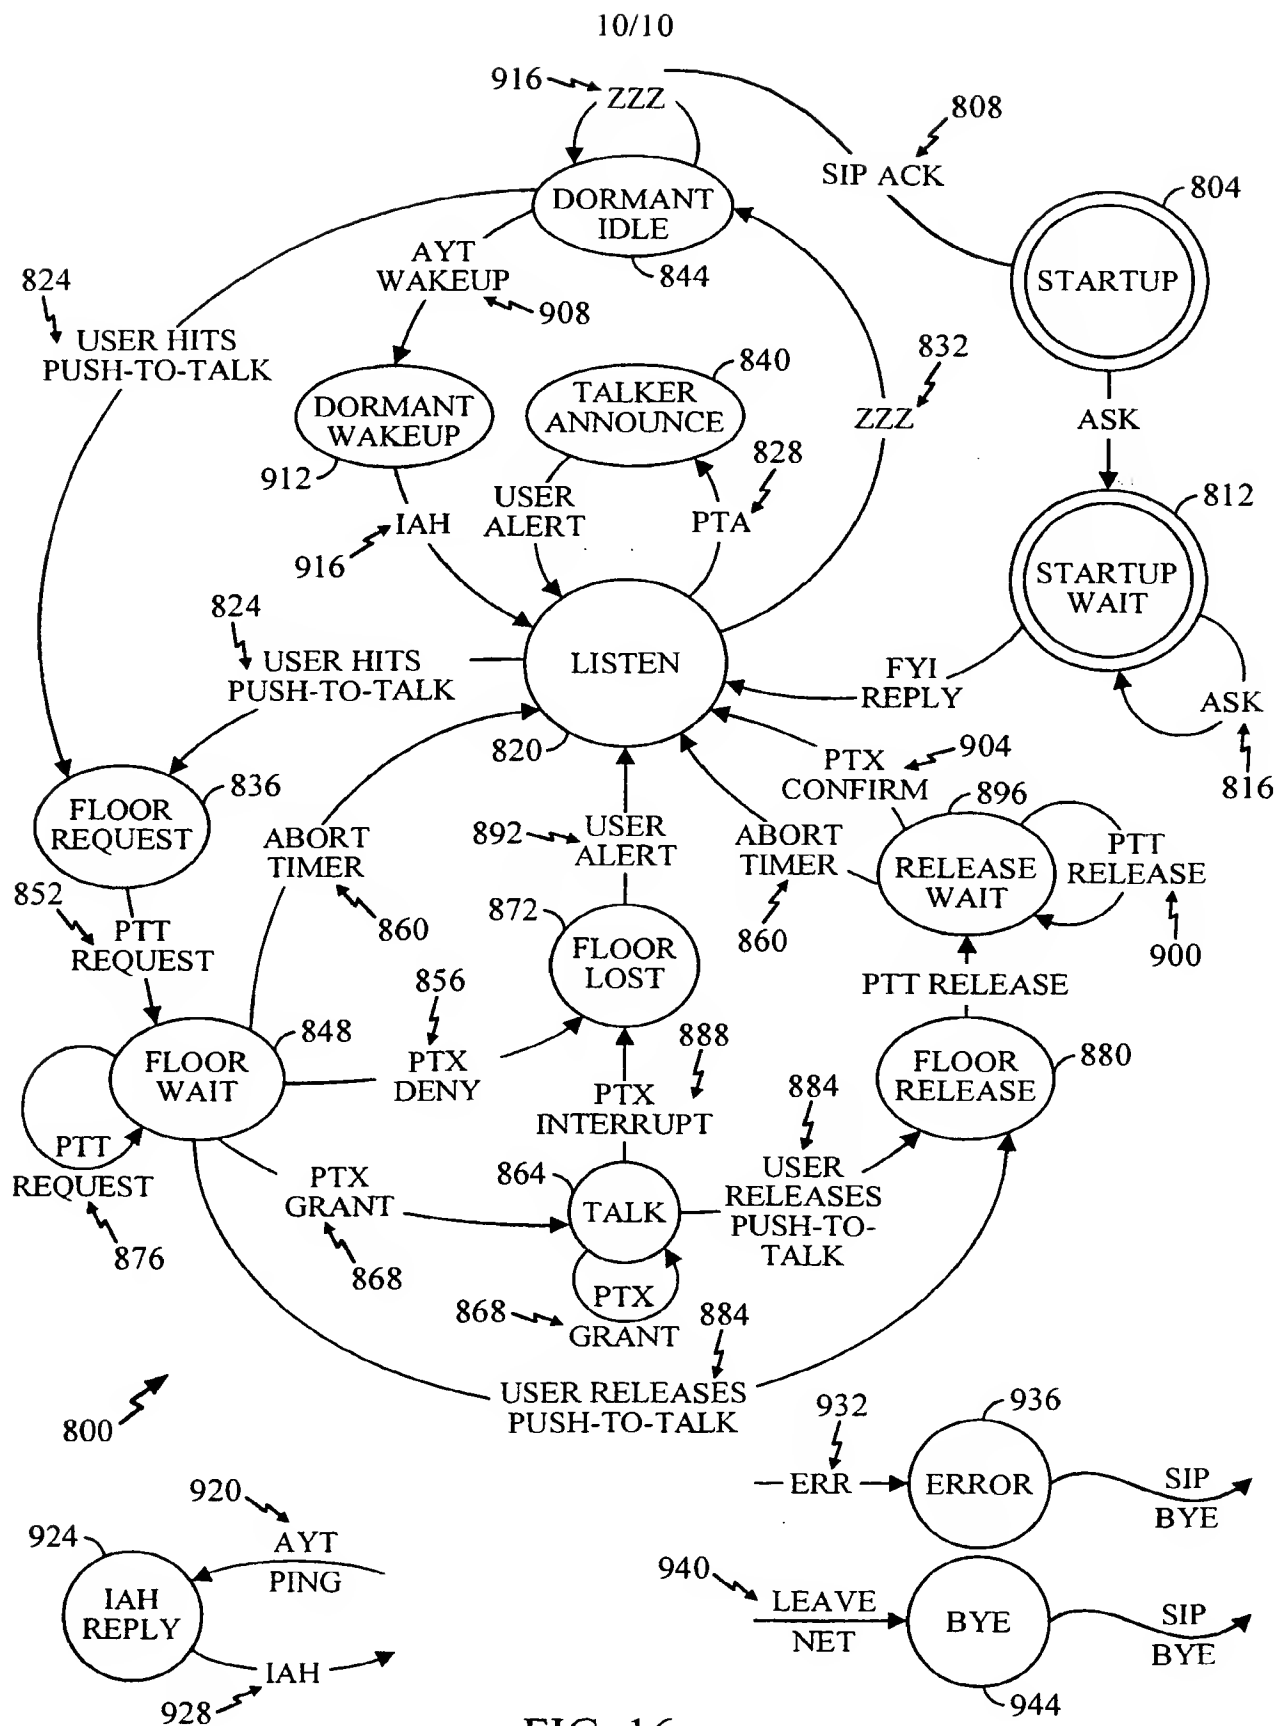 10/10
916
ZZZ
808
SIP ACK
804
DORMANT
IDLE
STARTUP
844
AYT
WAKEUP
908
824
USER HITS
PUSH-TO-TALK
832
840
TALKER
ANNOUNCE
DORMANT
WAKEUP
ZZZ
ASK
912
828
812
USER
ALERT
PTA
IAH
916
STARTUP
WAIT
824
USER HITS
PUSH-TO-TALK
LISTEN
FYI
REPLY
ASK
820
816
904
PTX
CONFIRM
836
FLOOR
REQUEST
896
ABORT
TIMER
892
USER
ALERT
ABORT
TIMER
PTT
RELEASE
RELEASE
WAIT
852
PTT
REQUEST
860
872
860
900
FLOOR
LOST
856
PTT RELEASE
848
888
FLOOR
WAIT
PTX
DENY
PTX
INTERRUPT
FLOOR
RELEASE
880
884
PTT
REQUEST
876
PTX
GRANT
868
864
TALK
USER
RELEASES
PUSH-TO-
TALK
PTX
GRANT
868
884
USER RELEASES
PUSH-TO-TALK
800
932
936
ERR
ERROR
SIP
BYE
920
924
AYT
PING
IAH
REPLY
IAH
928
940
LEAVE
NET
BYE
SIP
BYE
944
FIG. 16